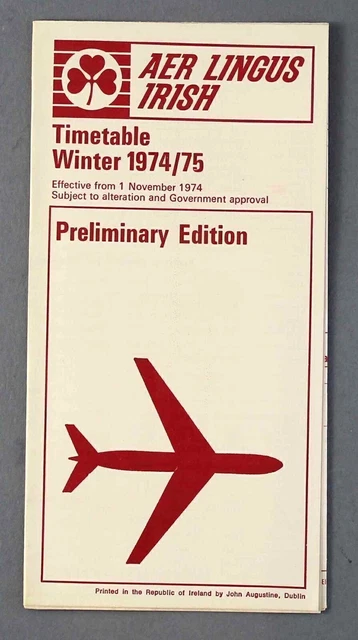 AER LINGUS
IRISH
Timetable
Winter 1974/75
Effective from 1 November 1974
Subject to alteration and Government approval
Preliminary Edition
Printed in the Republic of Ireland by John Augustine, Dublin